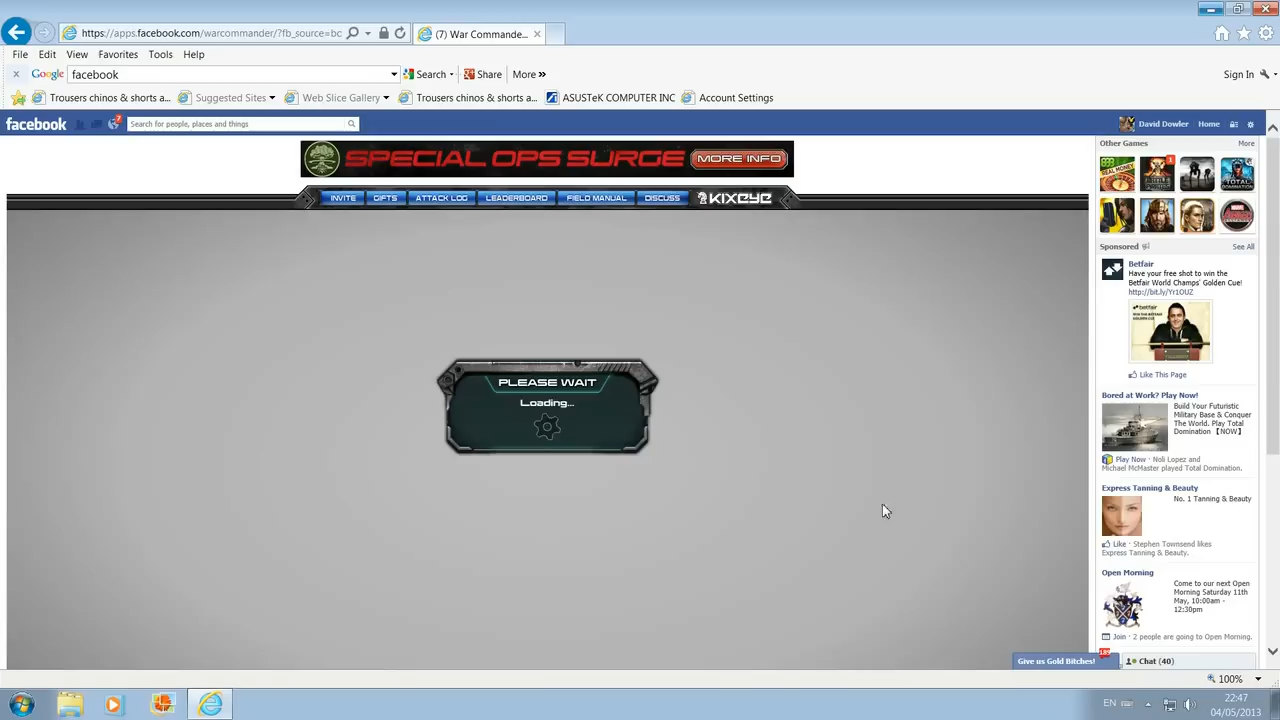 https://apps.facebook.com/warcommander/?fb_source=bc
(7) War Commande...
File Edit View Favorites Tools Help
Google facebook Search Share More »
Sign In
Trousers chinos & shorts a... Suggested Sites Web Slice Gallery Trousers chinos & shorts a... ASUSTeK COMPUTER INC Account Settings
facebook 7 Search for people, places and things David Dowler Home
SPECIAL OPS SURGE MORE INFO
INVITE GIFTS ATTACK LOG LEADERBOARD FIELD MANUAL DISCUSS KIXEYE
Other Games More
1
TOTAL DOMINATION
Sponsored See All
Betfair
Have your free shot to win the
Betfair World Champs' Golden Cue!
http://bit.ly/Yr1OUZ
Like This Page
PLEASE WAIT
Loading...
Bored at Work? Play Now!
Build Your Futuristic
Military Base & Conquer
The World. Play Total
Domination【NOW】
Play Now · Noli Lopez and
Michael McMaster played Total Domination.
Express Tanning & Beauty
No. 1 Tanning & Beauty
Like · Stephen Townsend likes
Express Tanning & Beauty.
Open Morning
Come to our next Open
Morning Saturday 11th
May, 10:00am -
12:30pm
Join · 2 people are going to Open Morning.
Give us Gold Bitches!
Chat (40)
100%
EN
22:47
04/05/2013